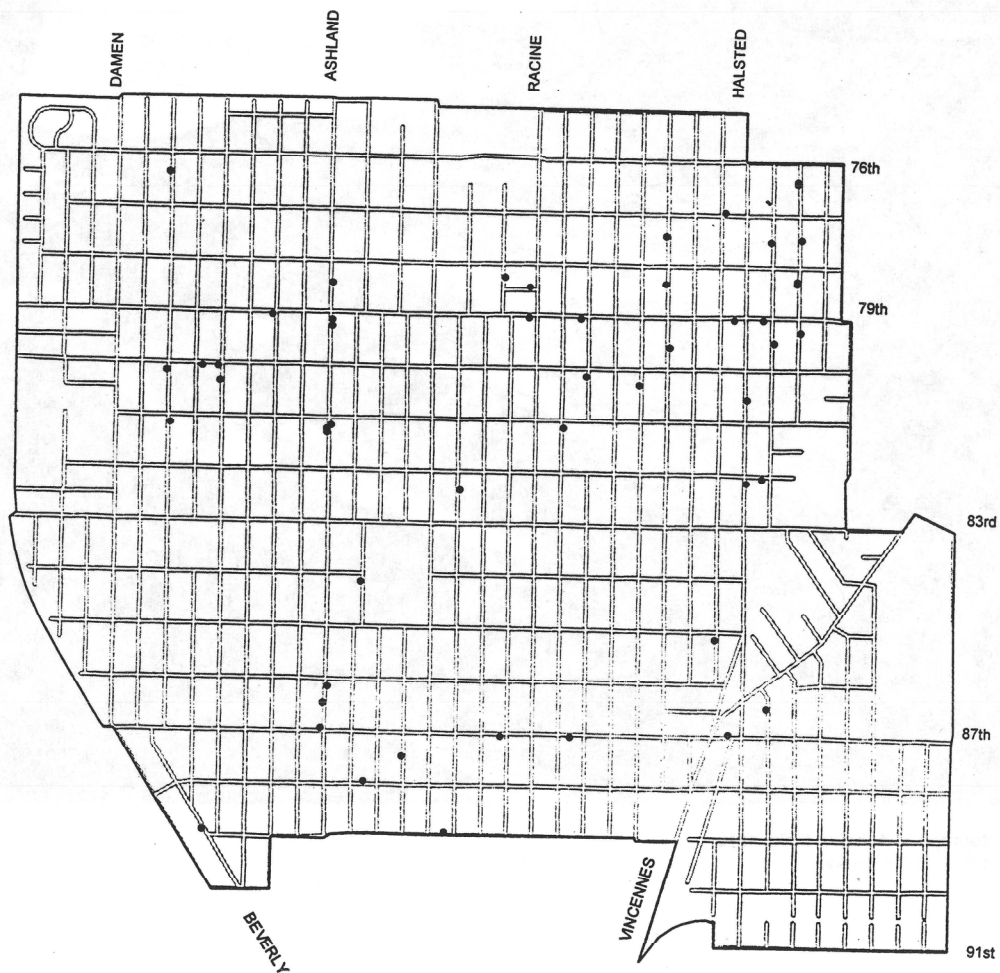 DAMEN
ASHLAND
RACINE
HALSTED
76th
79th
83rd
87th
VINCENNES
BEVERLY
91st